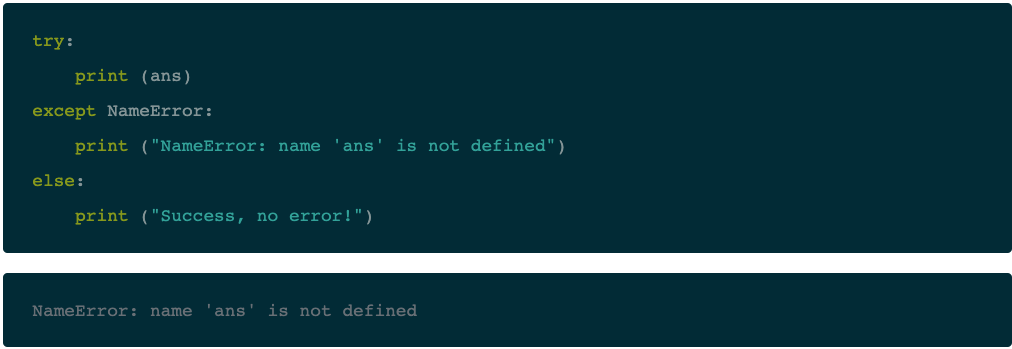 try:
    print (ans)
except NameError:
    print ("NameError: name 'ans' is not defined")
else:
    print ("Success, no error!")
NameError: name 'ans' is not defined